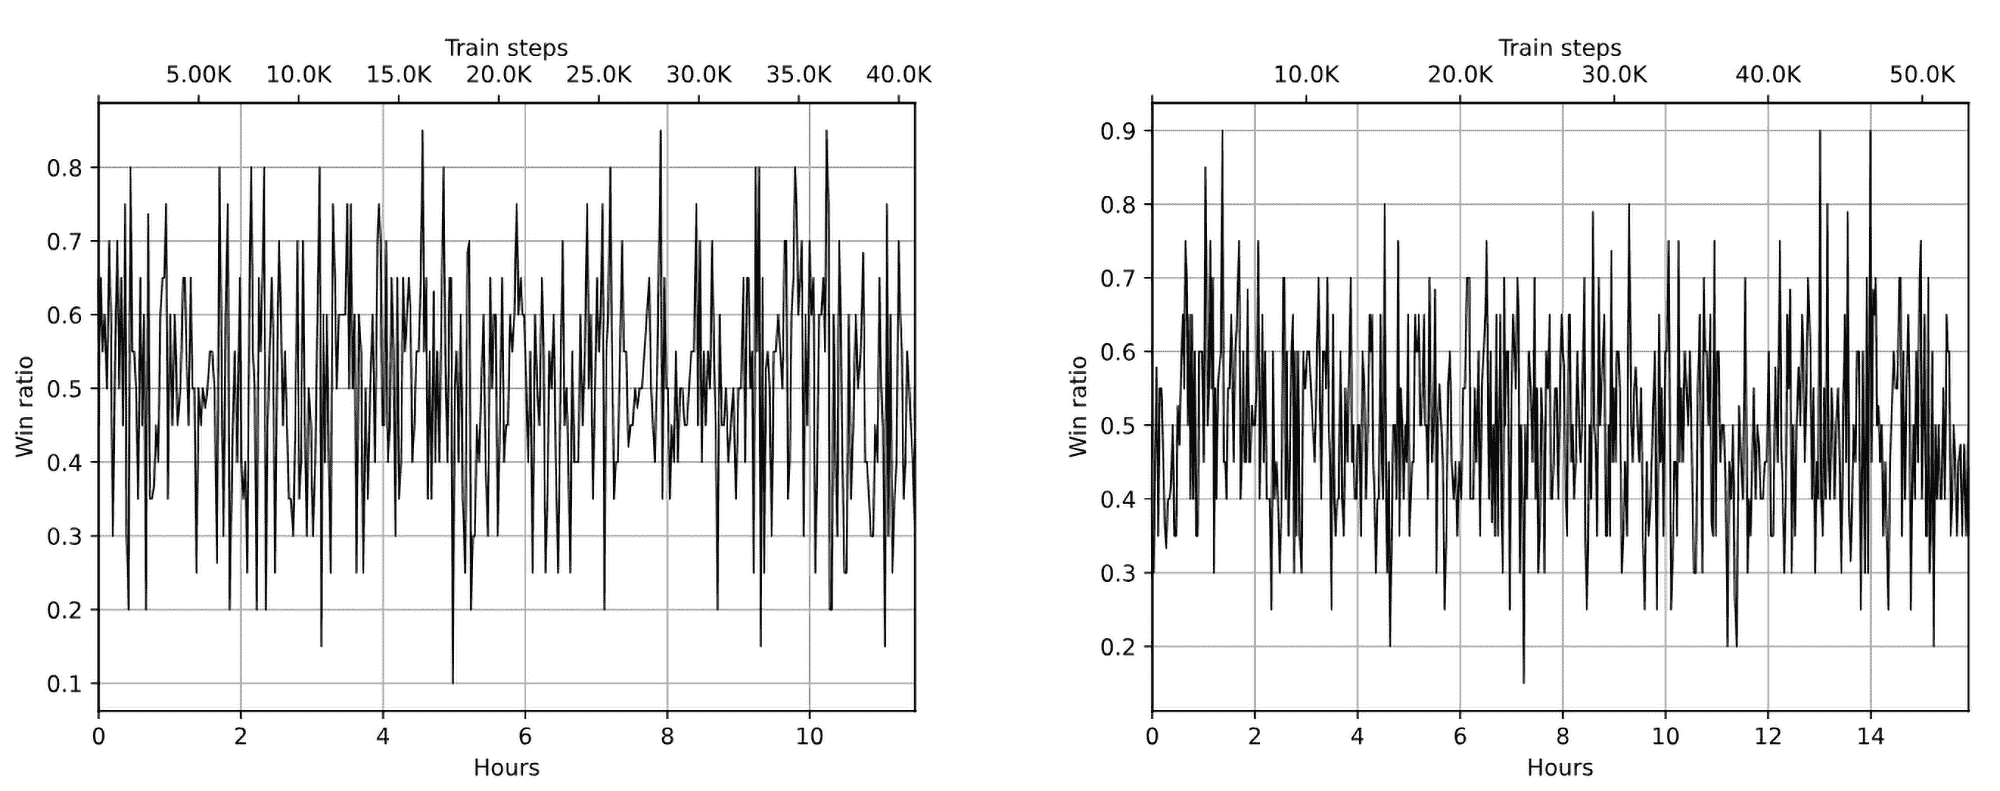 Train steps
5.00K 10.0K 15.0K 20.0K 25.0K 30.0K 35.0K 40.0K
0.8
0.7
0.6
0.5
0.4
0.3
0.2
0.1
Win ratio
0 2 4 6 8 10
Hours
Train steps
10.0K 20.0K 30.0K 40.0K 50.0K
0.9
0.8
0.7
0.6
0.5
0.4
0.3
0.2
Win ratio
0 2 4 6 8 10 12 14
Hours